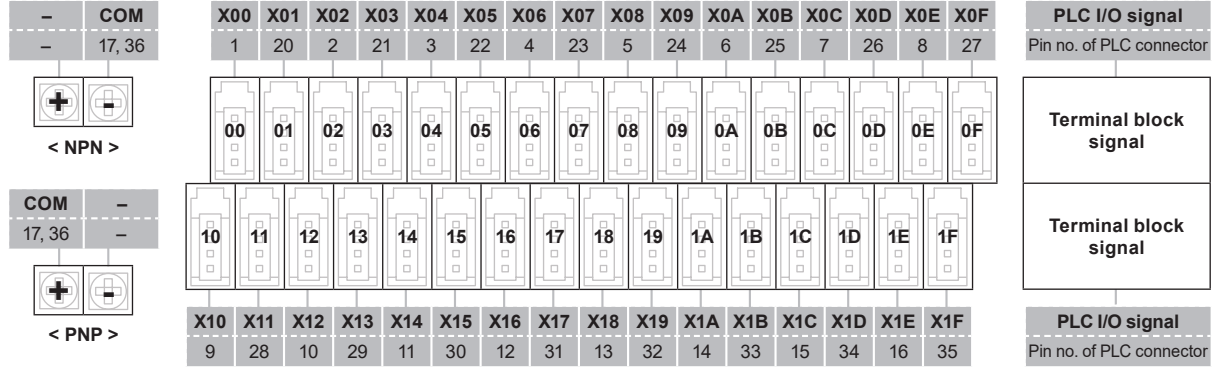 – COM X00 X01 X02 X03 X04 X05 X06 X07 X08 X09 X0A X0B X0C X0D X0E X0F PLC I/O signal
– 17, 36 1 20 2 21 3 22 4 23 5 24 6 25 7 26 8 27 Pin no. of PLC connector
+ - 00 01 02 03 04 05 06 07 08 09 0A 0B 0C 0D 0E 0F Terminal block
signal
< NPN >
COM –
17, 36 – 10 11 12 13 14 15 16 17 18 19 1A 1B 1C 1D 1E 1F Terminal block
signal
+ -
< PNP >
X10 X11 X12 X13 X14 X15 X16 X17 X18 X19 X1A X1B X1C X1D X1E X1F PLC I/O signal
9 28 10 29 11 30 12 31 13 32 14 33 15 34 16 35 Pin no. of PLC connector